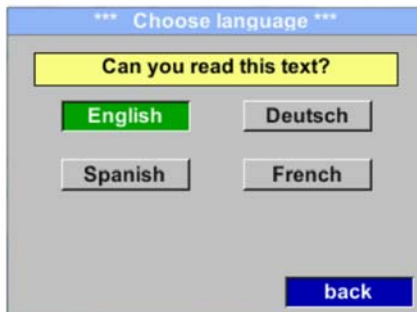 *** Choose language ***
Can you read this text?
English Deutsch
Spanish French
back